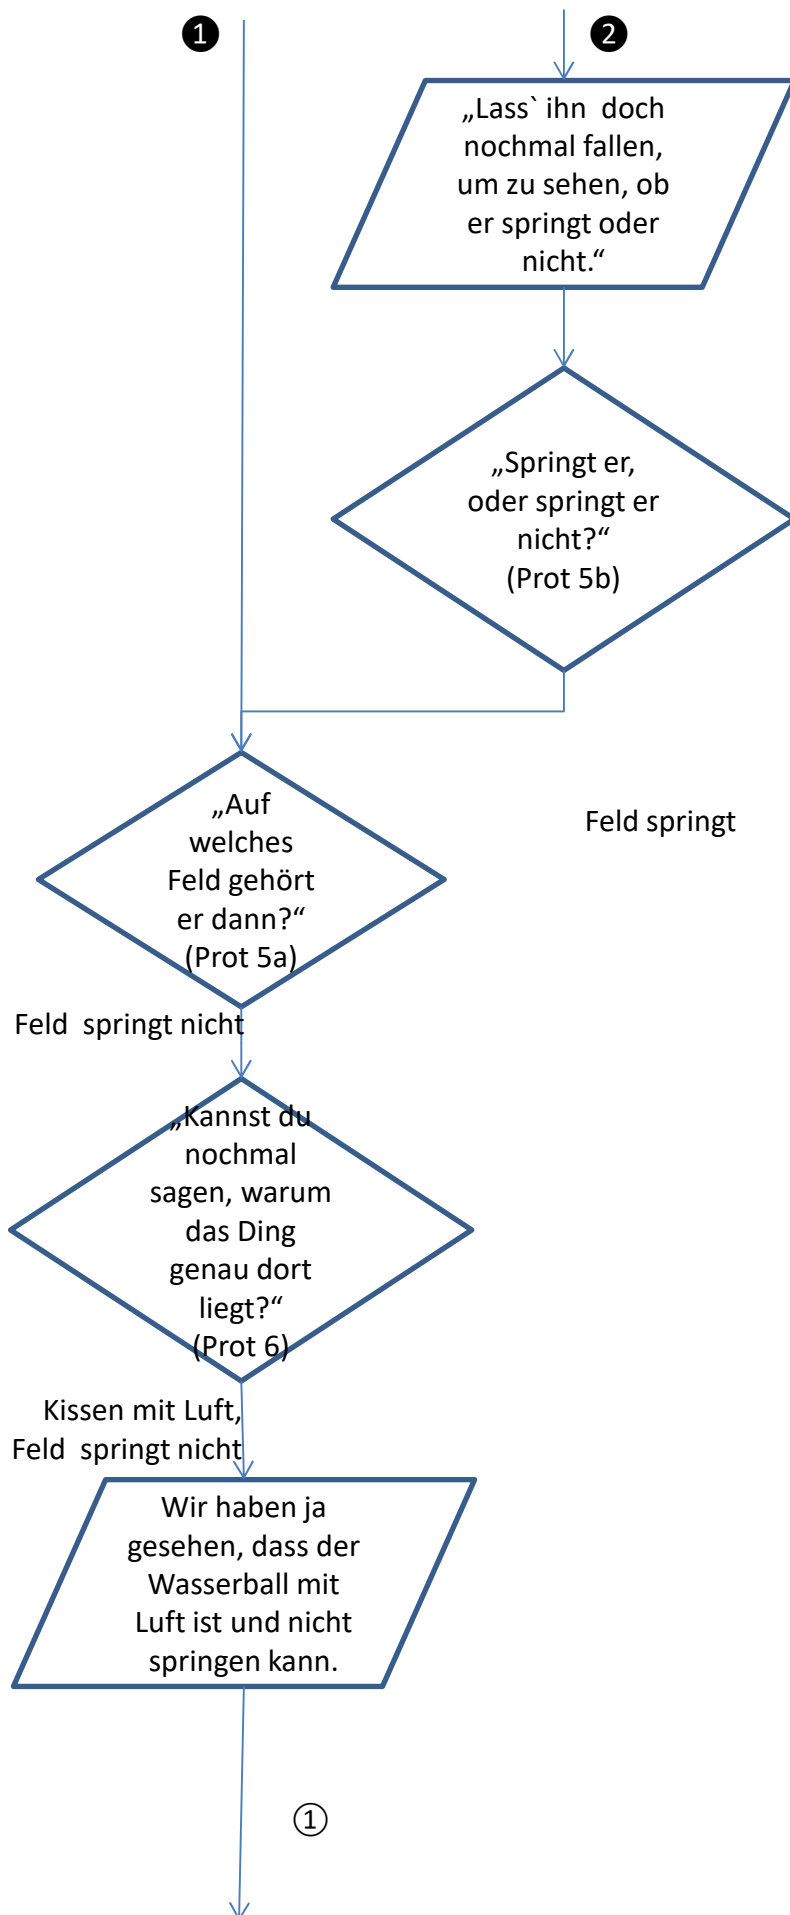 ❶
❷
„Lass` ihn doch
nochmal fallen,
um zu sehen, ob
er springt oder
nicht.“
„Springt er,
oder springt er
nicht?“
(Prot 5b)
„Auf
welches
Feld gehört
er dann?“
(Prot 5a)
Feld springt
Feld springt nicht
„Kannst du
nochmal
sagen, warum
das Ding
genau dort
liegt?“
(Prot 6)
Kissen mit Luft,
Feld springt nicht
Wir haben ja
gesehen, dass der
Wasserball mit
Luft ist und nicht
springen kann.
①